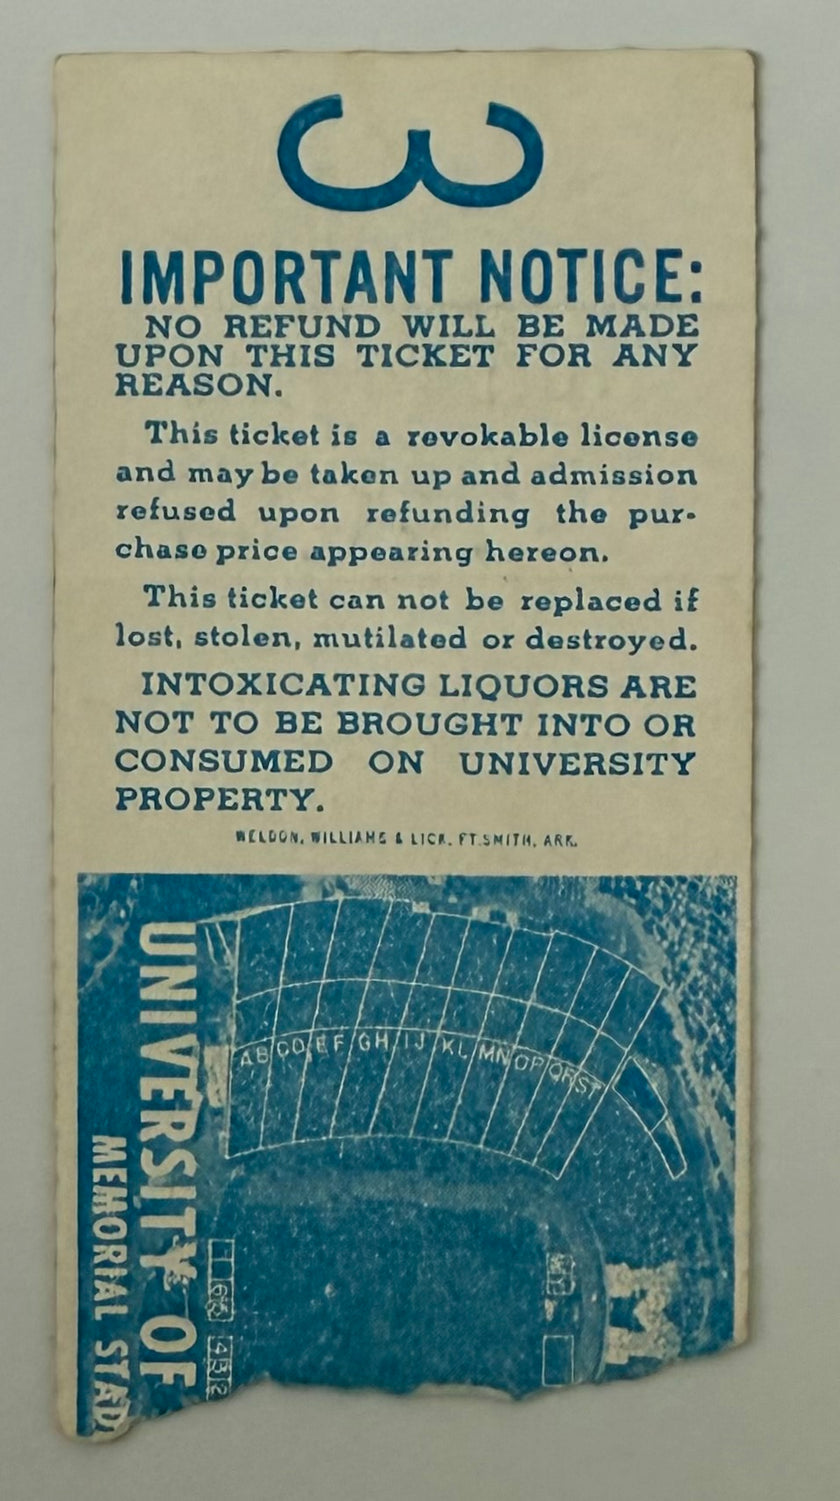 3
IMPORTANT NOTICE:
NO REFUND WILL BE MADE
UPON THIS TICKET FOR ANY
REASON.
This ticket is a revokable license
and may be taken up and admission
refused upon refunding the pur-
chase price appearing hereon.
This ticket can not be replaced if
lost, stolen, mutilated or destroyed.
INTOXICATING LIQUORS ARE
NOT TO BE BROUGHT INTO OR
CONSUMED ON UNIVERSITY
PROPERTY.
WELDON, WILLIAMS & LICK, FT. SMITH, ARK.
UNIVERSITY OF
MEMORIAL STAD
AB CD EF GH IJ KL MN OP QR ST
M